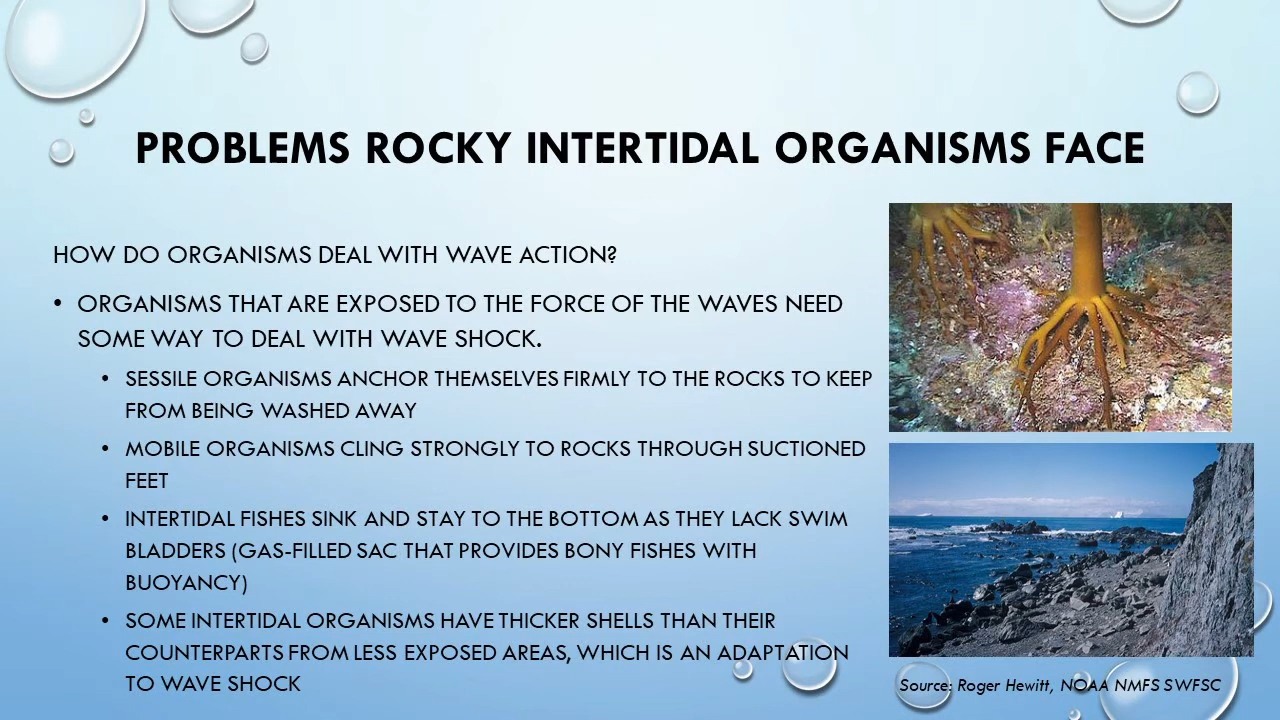 PROBLEMS ROCKY INTERTIDAL ORGANISMS FACE
HOW DO ORGANISMS DEAL WITH WAVE ACTION?
• ORGANISMS THAT ARE EXPOSED TO THE FORCE OF THE WAVES NEED
SOME WAY TO DEAL WITH WAVE SHOCK.
• SESSILE ORGANISMS ANCHOR THEMSELVES FIRMLY TO THE ROCKS TO KEEP
FROM BEING WASHED AWAY
• MOBILE ORGANISMS CLING STRONGLY TO ROCKS THROUGH SUCTIONED
FEET
• INTERTIDAL FISHES SINK AND STAY TO THE BOTTOM AS THEY LACK SWIM
BLADDERS (GAS-FILLED SAC THAT PROVIDES BONY FISHES WITH
BUOYANCY)
• SOME INTERTIDAL ORGANISMS HAVE THICKER SHELLS THAN THEIR
COUNTERPARTS FROM LESS EXPOSED AREAS, WHICH IS AN ADAPTATION
TO WAVE SHOCK
Source: Roger Hewitt, NOAA NMFS SWFSC